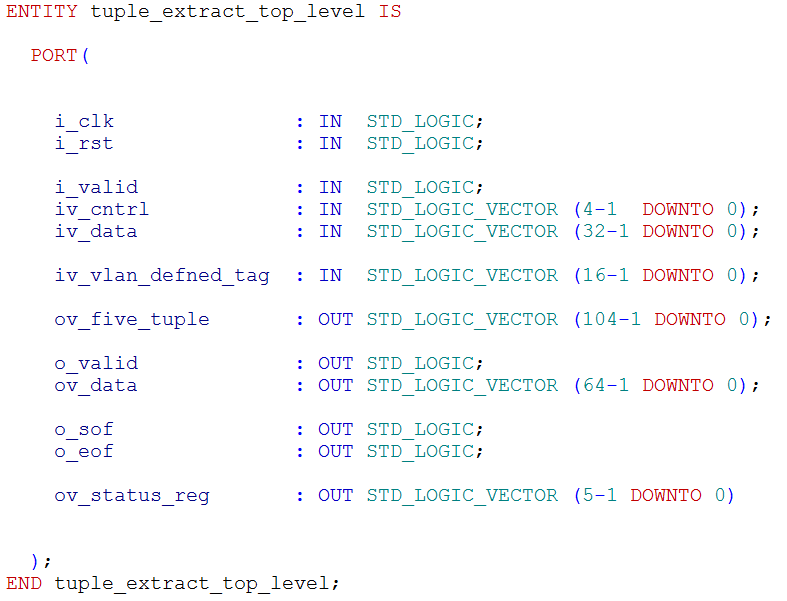 ENTITY tuple_extract_top_level IS
PORT(
i_clk : IN STD_LOGIC;
i_rst : IN STD_LOGIC;
i_valid : IN STD_LOGIC;
iv_cntrl : IN STD_LOGIC_VECTOR (4-1 DOWNTO 0);
iv_data : IN STD_LOGIC_VECTOR (32-1 DOWNTO 0);
iv_vlan_defned_tag : IN STD_LOGIC_VECTOR (16-1 DOWNTO 0);
ov_five_tuple : OUT STD_LOGIC_VECTOR (104-1 DOWNTO 0);
o_valid : OUT STD_LOGIC;
ov_data : OUT STD_LOGIC_VECTOR (64-1 DOWNTO 0);
o_sof : OUT STD_LOGIC;
o_eof : OUT STD_LOGIC;
ov_status_reg : OUT STD_LOGIC_VECTOR (5-1 DOWNTO 0)
);
END tuple_extract_top_level;